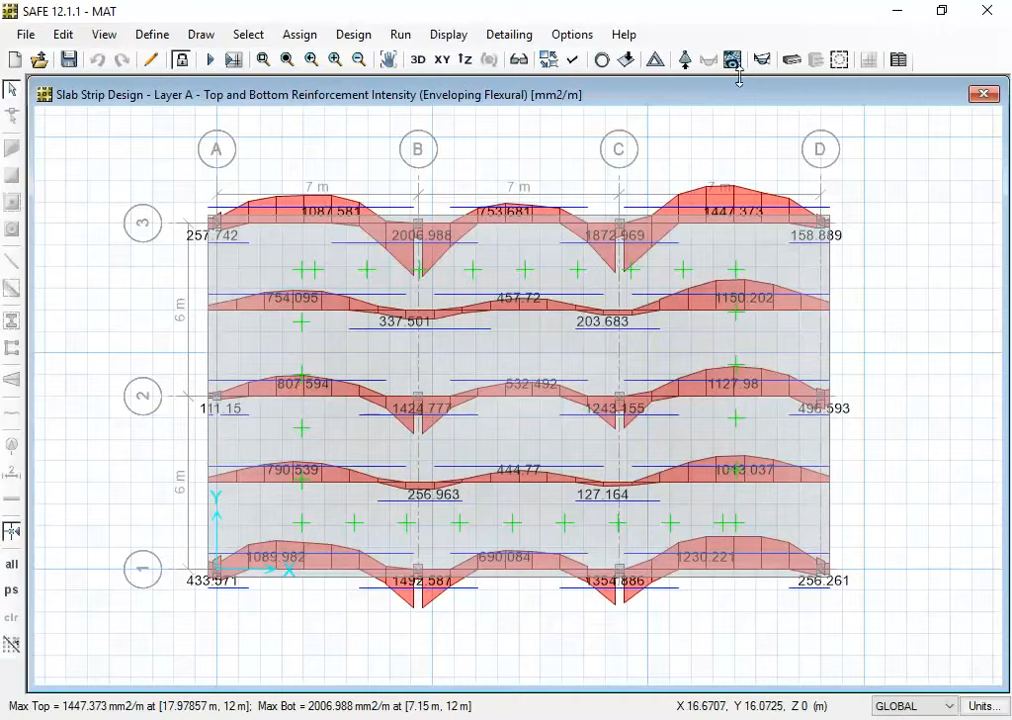 SAFE 12.1.1 - MAT
File Edit View Define Draw Select Assign Design Run Display Detailing Options Help
3D XY ↕Z
Slab Strip Design - Layer A - Top and Bottom Reinforcement Intensity (Enveloping Flexural) [mm2/m]
A B C D
7 m 7 m 7 m
1087.581 753.681 1447.373
3
257.742 2006.988 1872.969 158.889
754.095 457.72 1150.202
6 m
337.501 203.683
807.594 532.492 1127.98
2
111.15 1424.777 1243.155 496.593
790.539 444.77 1043.037
6 m
256.963 127.164
Y
1089.982 690.084 1230.221
1
X
433.571 1492.587 1354.886 256.261
all
ps
clr
Max Top = 1447.373 mm2/m at [17.97857 m, 12 m]; Max Bot = 2006.988 mm2/m at [7.15 m, 12 m]
X 16.6707, Y 16.0725, Z 0 (m)
GLOBAL
Units...